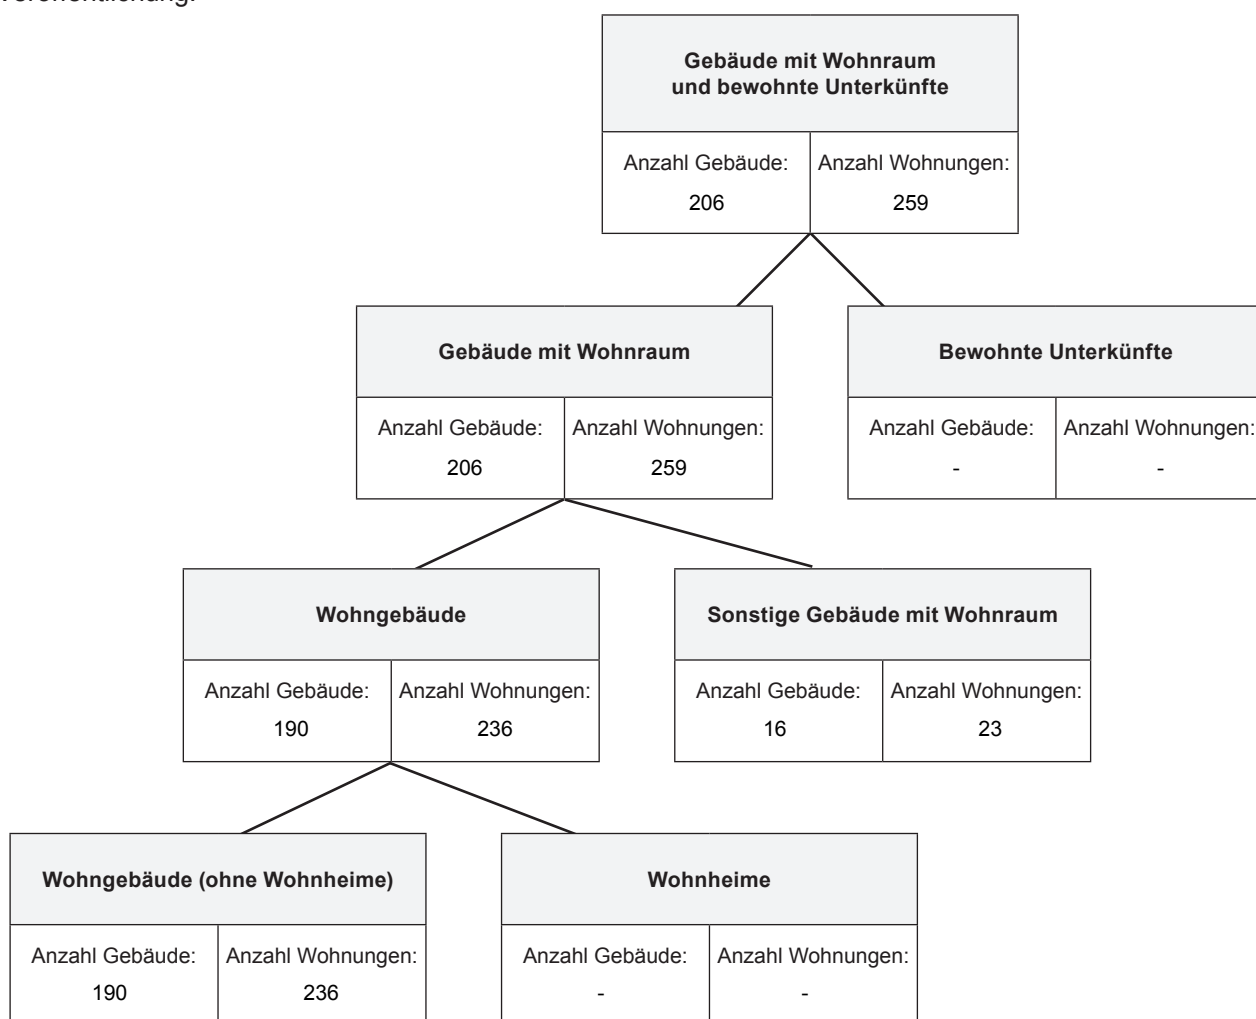 Veröffentlichung.
Gebäude mit Wohnraum
und bewohnte Unterkünfte
Anzahl Gebäude: Anzahl Wohnungen:
206 259
Gebäude mit Wohnraum
Anzahl Gebäude: Anzahl Wohnungen:
206 259
Bewohnte Unterkünfte
Anzahl Gebäude: Anzahl Wohnungen:
- -
Wohngebäude
Anzahl Gebäude: Anzahl Wohnungen:
190 236
Sonstige Gebäude mit Wohnraum
Anzahl Gebäude: Anzahl Wohnungen:
16 23
Wohngebäude (ohne Wohnheime)
Anzahl Gebäude: Anzahl Wohnungen:
190 236
Wohnheime
Anzahl Gebäude: Anzahl Wohnungen:
- -